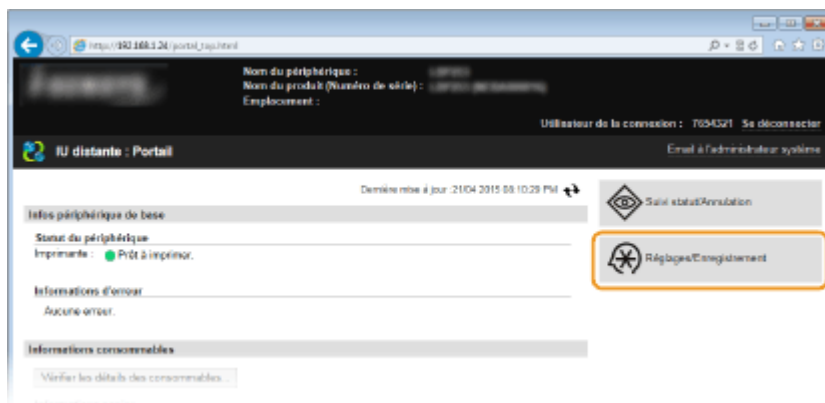 http://192.168.1.24/portal_top.html
Nom du périphérique :
Nom du produit (Numéro de série) :
Emplacement :
Utilisateur de la connexion : 7654321 Se déconnecter
IU distante : Portail
Email à l'administrateur système
Dernière mise à jour :21/04 2015 08:10:29 PM
Infos périphérique de base
Suivi statut/Annulation
Statut du périphérique
Imprimante : Prêt à imprimer.
Réglages/Enregistrement
Informations d'erreur
Aucune erreur.
Informations consommables
Vérifier les détails des consommables...